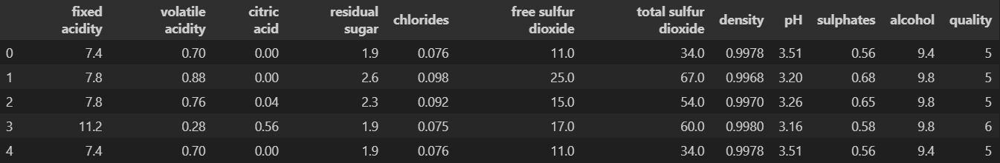 fixed acidity volatile acidity citric acid residual sugar chlorides free sulfur dioxide total sulfur dioxide density pH sulphates alcohol quality
0 7.4 0.70 0.00 1.9 0.076 11.0 34.0 0.9978 3.51 0.56 9.4 5
1 7.8 0.88 0.00 2.6 0.098 25.0 67.0 0.9968 3.20 0.68 9.8 5
2 7.8 0.76 0.04 2.3 0.092 15.0 54.0 0.9970 3.26 0.65 9.8 5
3 11.2 0.28 0.56 1.9 0.075 17.0 60.0 0.9980 3.16 0.58 9.8 6
4 7.4 0.70 0.00 1.9 0.076 11.0 34.0 0.9978 3.51 0.56 9.4 5